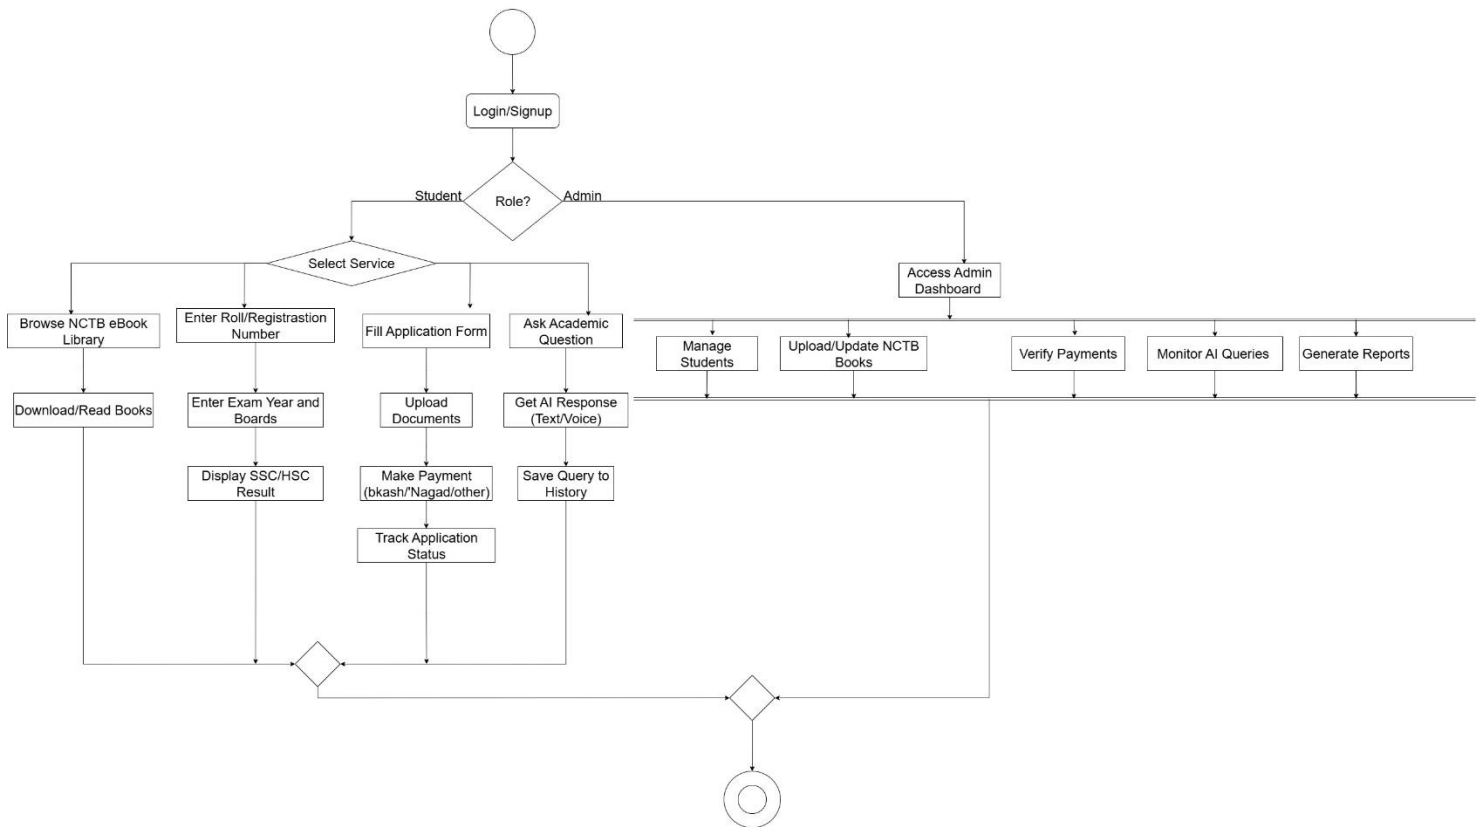 Login/Signup
Student
Role?
Admin
Select Service
Access Admin
Dashboard
Browse NCTB eBook
Library
Enter Roll/Registrastion
Number
Fill Application Form
Ask Academic
Question
Manage
Students
Upload/Update NCTB
Books
Verify Payments
Monitor AI Queries
Generate Reports
Download/Read Books
Enter Exam Year and
Boards
Upload
Documents
Get AI Response
(Text/Voice)
Display SSC/HSC
Result
Make Payment
(bkash/'Nagad/other)
Save Query to
History
Track Application
Status